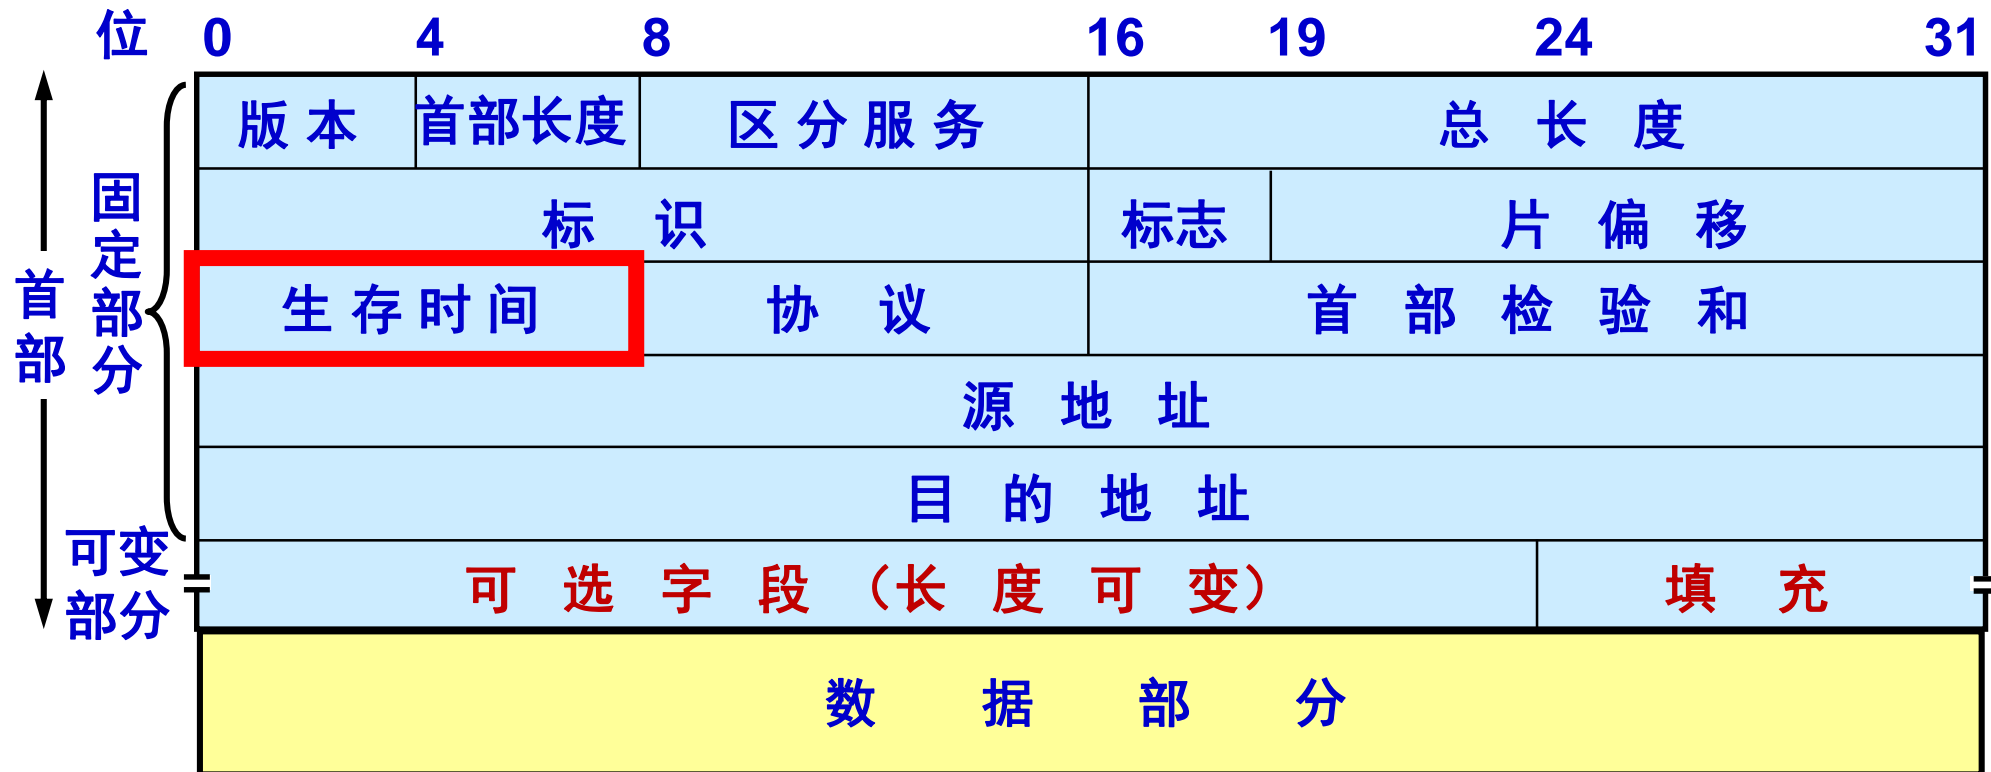 位 0 4 8 16 19 24 31
版 本 首部长度 区 分 服 务 总 长 度
标 识 标志 片 偏 移
生 存 时 间 协 议 首 部 检 验 和
源 地 址
目 的 地 址
可 选 字 段 （长 度 可 变） 填 充
数 据 部 分
首部
固定部分
可变
部分